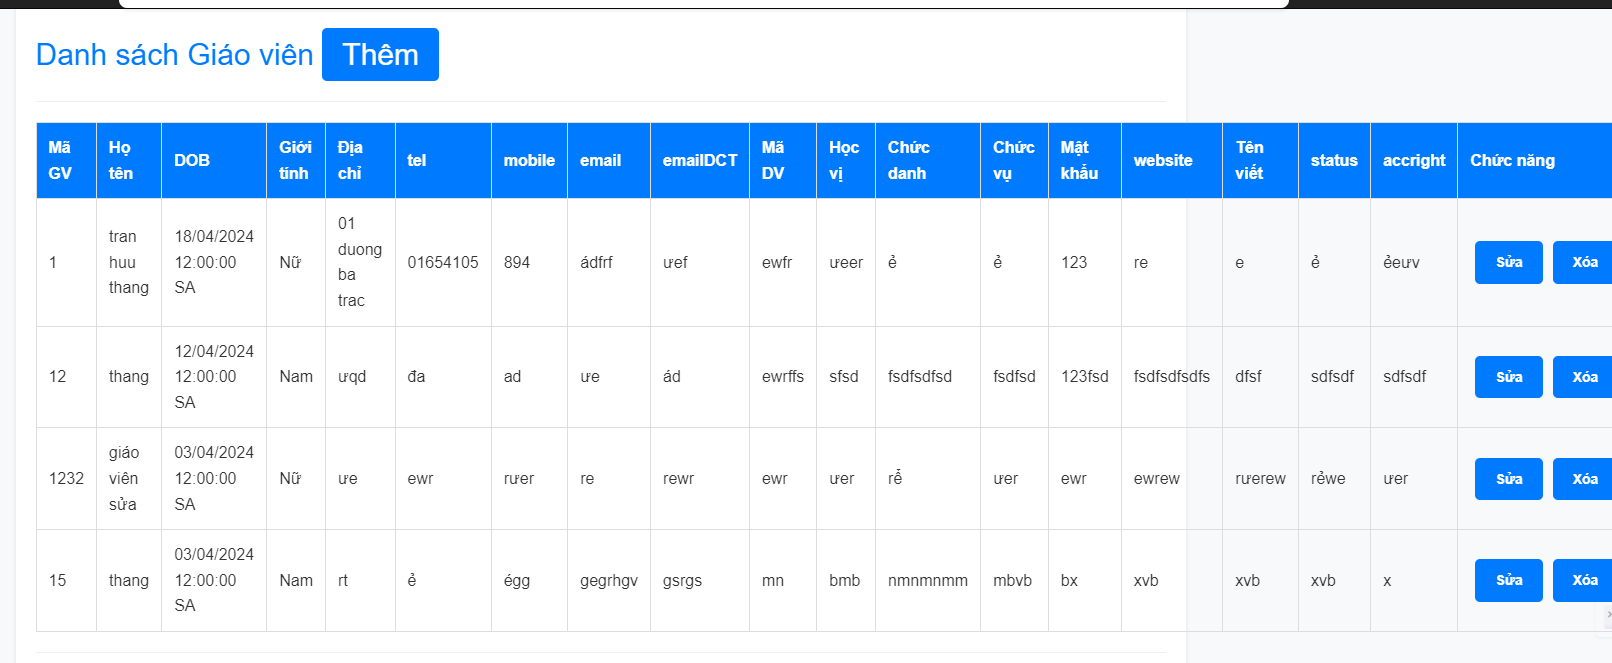 Danh sách Giáo viên Thêm
Mã GV Họ tên DOB Giới tính Địa chỉ tel mobile email emailDCT Mã DV Học vị Chức danh Chức vụ Mật khẩu website Tên viết status accright Chức năng
1 tran huu thang 18/04/2024 12:00:00 SA Nữ 01 duong ba trac 01654105 894 ádfrf ưef ewfr ưeer ẻ ẻ 123 re e ẻ ẻeưv Sửa Xóa
12 thang 12/04/2024 12:00:00 SA Nam ưqd đa ad ưe ád ewrffs sfsd fsdfsdfsd fsdfsd 123fsd fsdfsdfsdfs dfsf sdfsdf sdfsdf Sửa Xóa
1232 giáo viên sửa 03/04/2024 12:00:00 SA Nữ ưe ewr rưer re rewr ewr ưer rể ưer ewr ewrew rưerew rẻwe ưer Sửa Xóa
15 thang 03/04/2024 12:00:00 SA Nam rt ẻ égg gegrhgv gsrgs mn bmb nmnmnmm mbvb bx xvb xvb xvb x Sửa Xóa